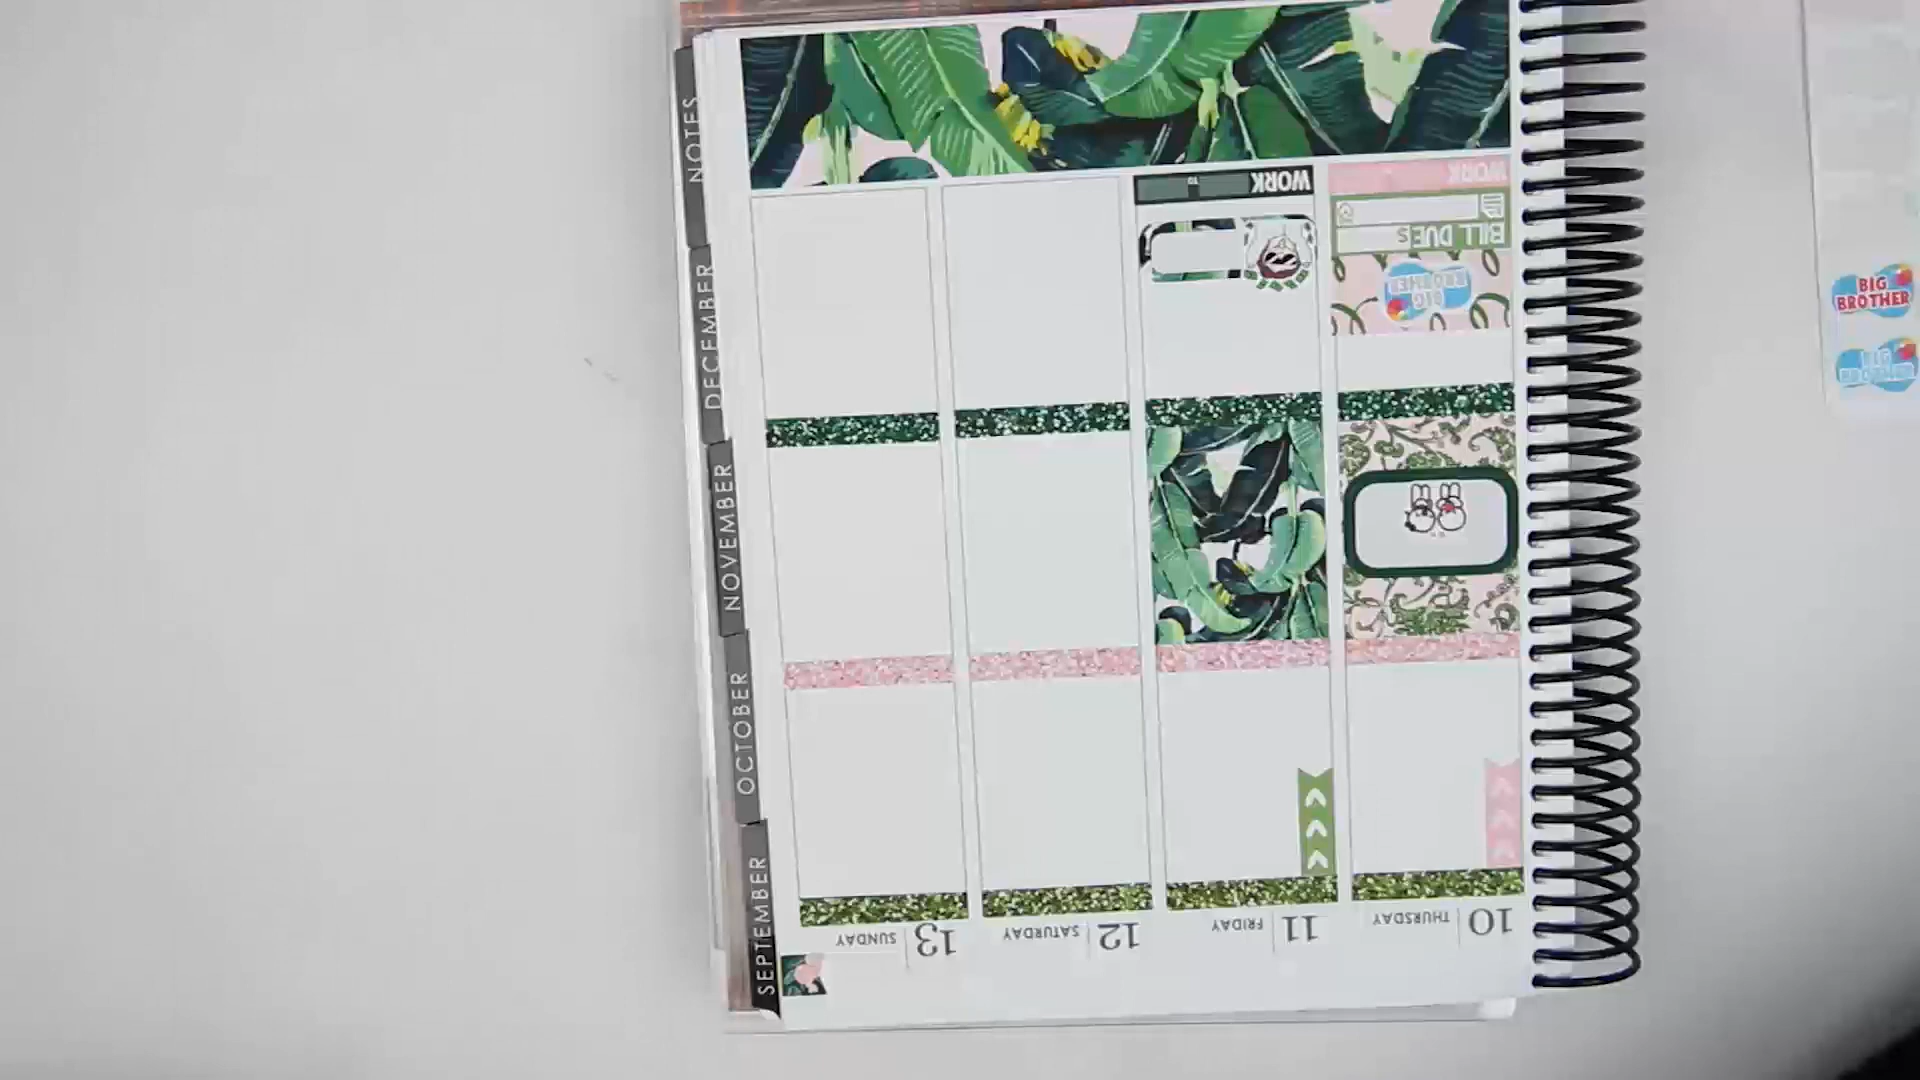 10 THURSDAY
11 FRIDAY
12 SATURDAY
13 SUNDAY
BIG BROTHER
BILL DUE
WORK
WORK
BIG
BROTHER
BIG
BROTHER
NOTES
DECEMBER
NOVEMBER
OCTOBER
SEPTEMBER